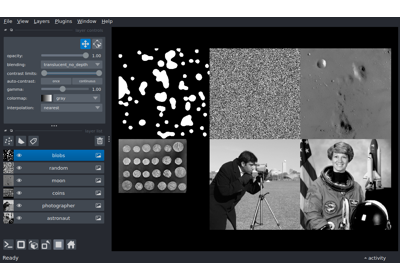 File View Layers Plugins Window Help
opacity: 1.00
blending: translucent_no_depth
contrast limits:
auto-contrast: once continuous
gamma: 1.00
colormap: gray
interpolation: nearest
blobs
random
moon
coins
photographer
astronaut
Ready activity